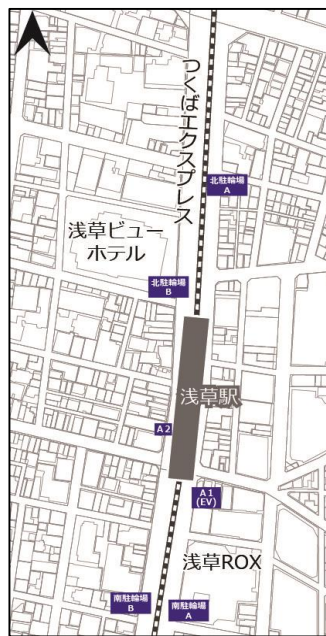 つくばエクスプレス
北駐輪場
A
浅草ビュー
ホテル
北駐輪場
B
浅草駅
A2
A1
(EV)
浅草ROX
南駐輪場
B
南駐輪場
A